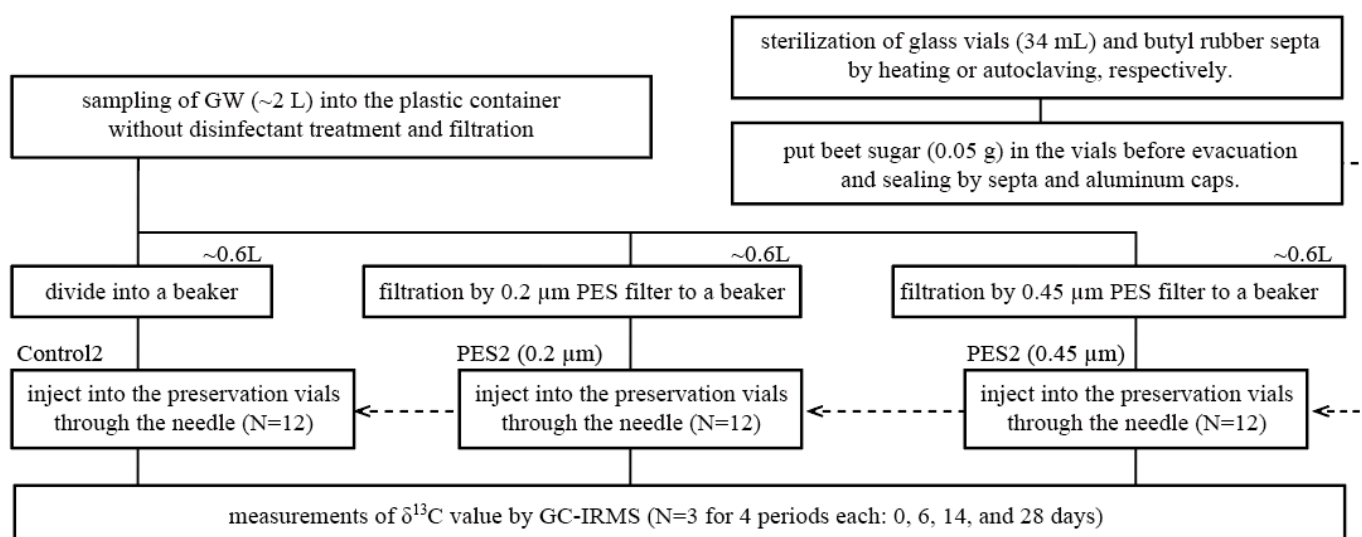 sterilization of glass vials (34 mL) and butyl rubber septa
by heating or autoclaving, respectively.
sampling of GW (~2 L) into the plastic container
without disinfectant treatment and filtration
put beet sugar (0.05 g) in the vials before evacuation
and sealing by septa and aluminum caps.
~0.6L
~0.6L
~0.6L
divide into a beaker
filtration by 0.2 µm PES filter to a beaker
filtration by 0.45 µm PES filter to a beaker
Control2
PES2 (0.2 µm)
PES2 (0.45 µm)
inject into the preservation vials
through the needle (N=12)
inject into the preservation vials
through the needle (N=12)
inject into the preservation vials
through the needle (N=12)
measurements of δ¹³C value by GC-IRMS (N=3 for 4 periods each: 0, 6, 14, and 28 days)